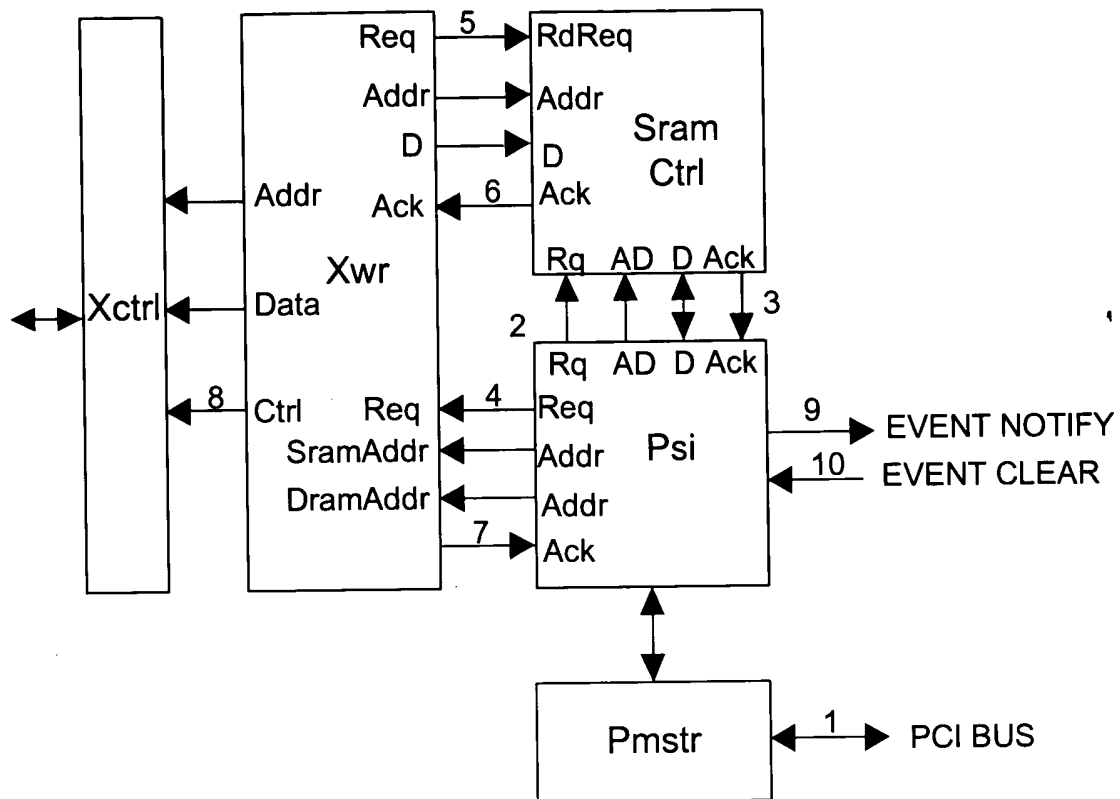 Req 5 RdReq
Addr Addr
D D
Sram
Ctrl
Addr Ack 6 Ack
Xwr
Rq AD D Ack
Xctrl Data
2 3
Rq AD D Ack
8 Ctrl Req 4 Req
9 EVENT NOTIFY
SramAddr Addr Psi
10 EVENT CLEAR
DramAddr Addr
7 Ack
Pmstr 1 PCI BUS